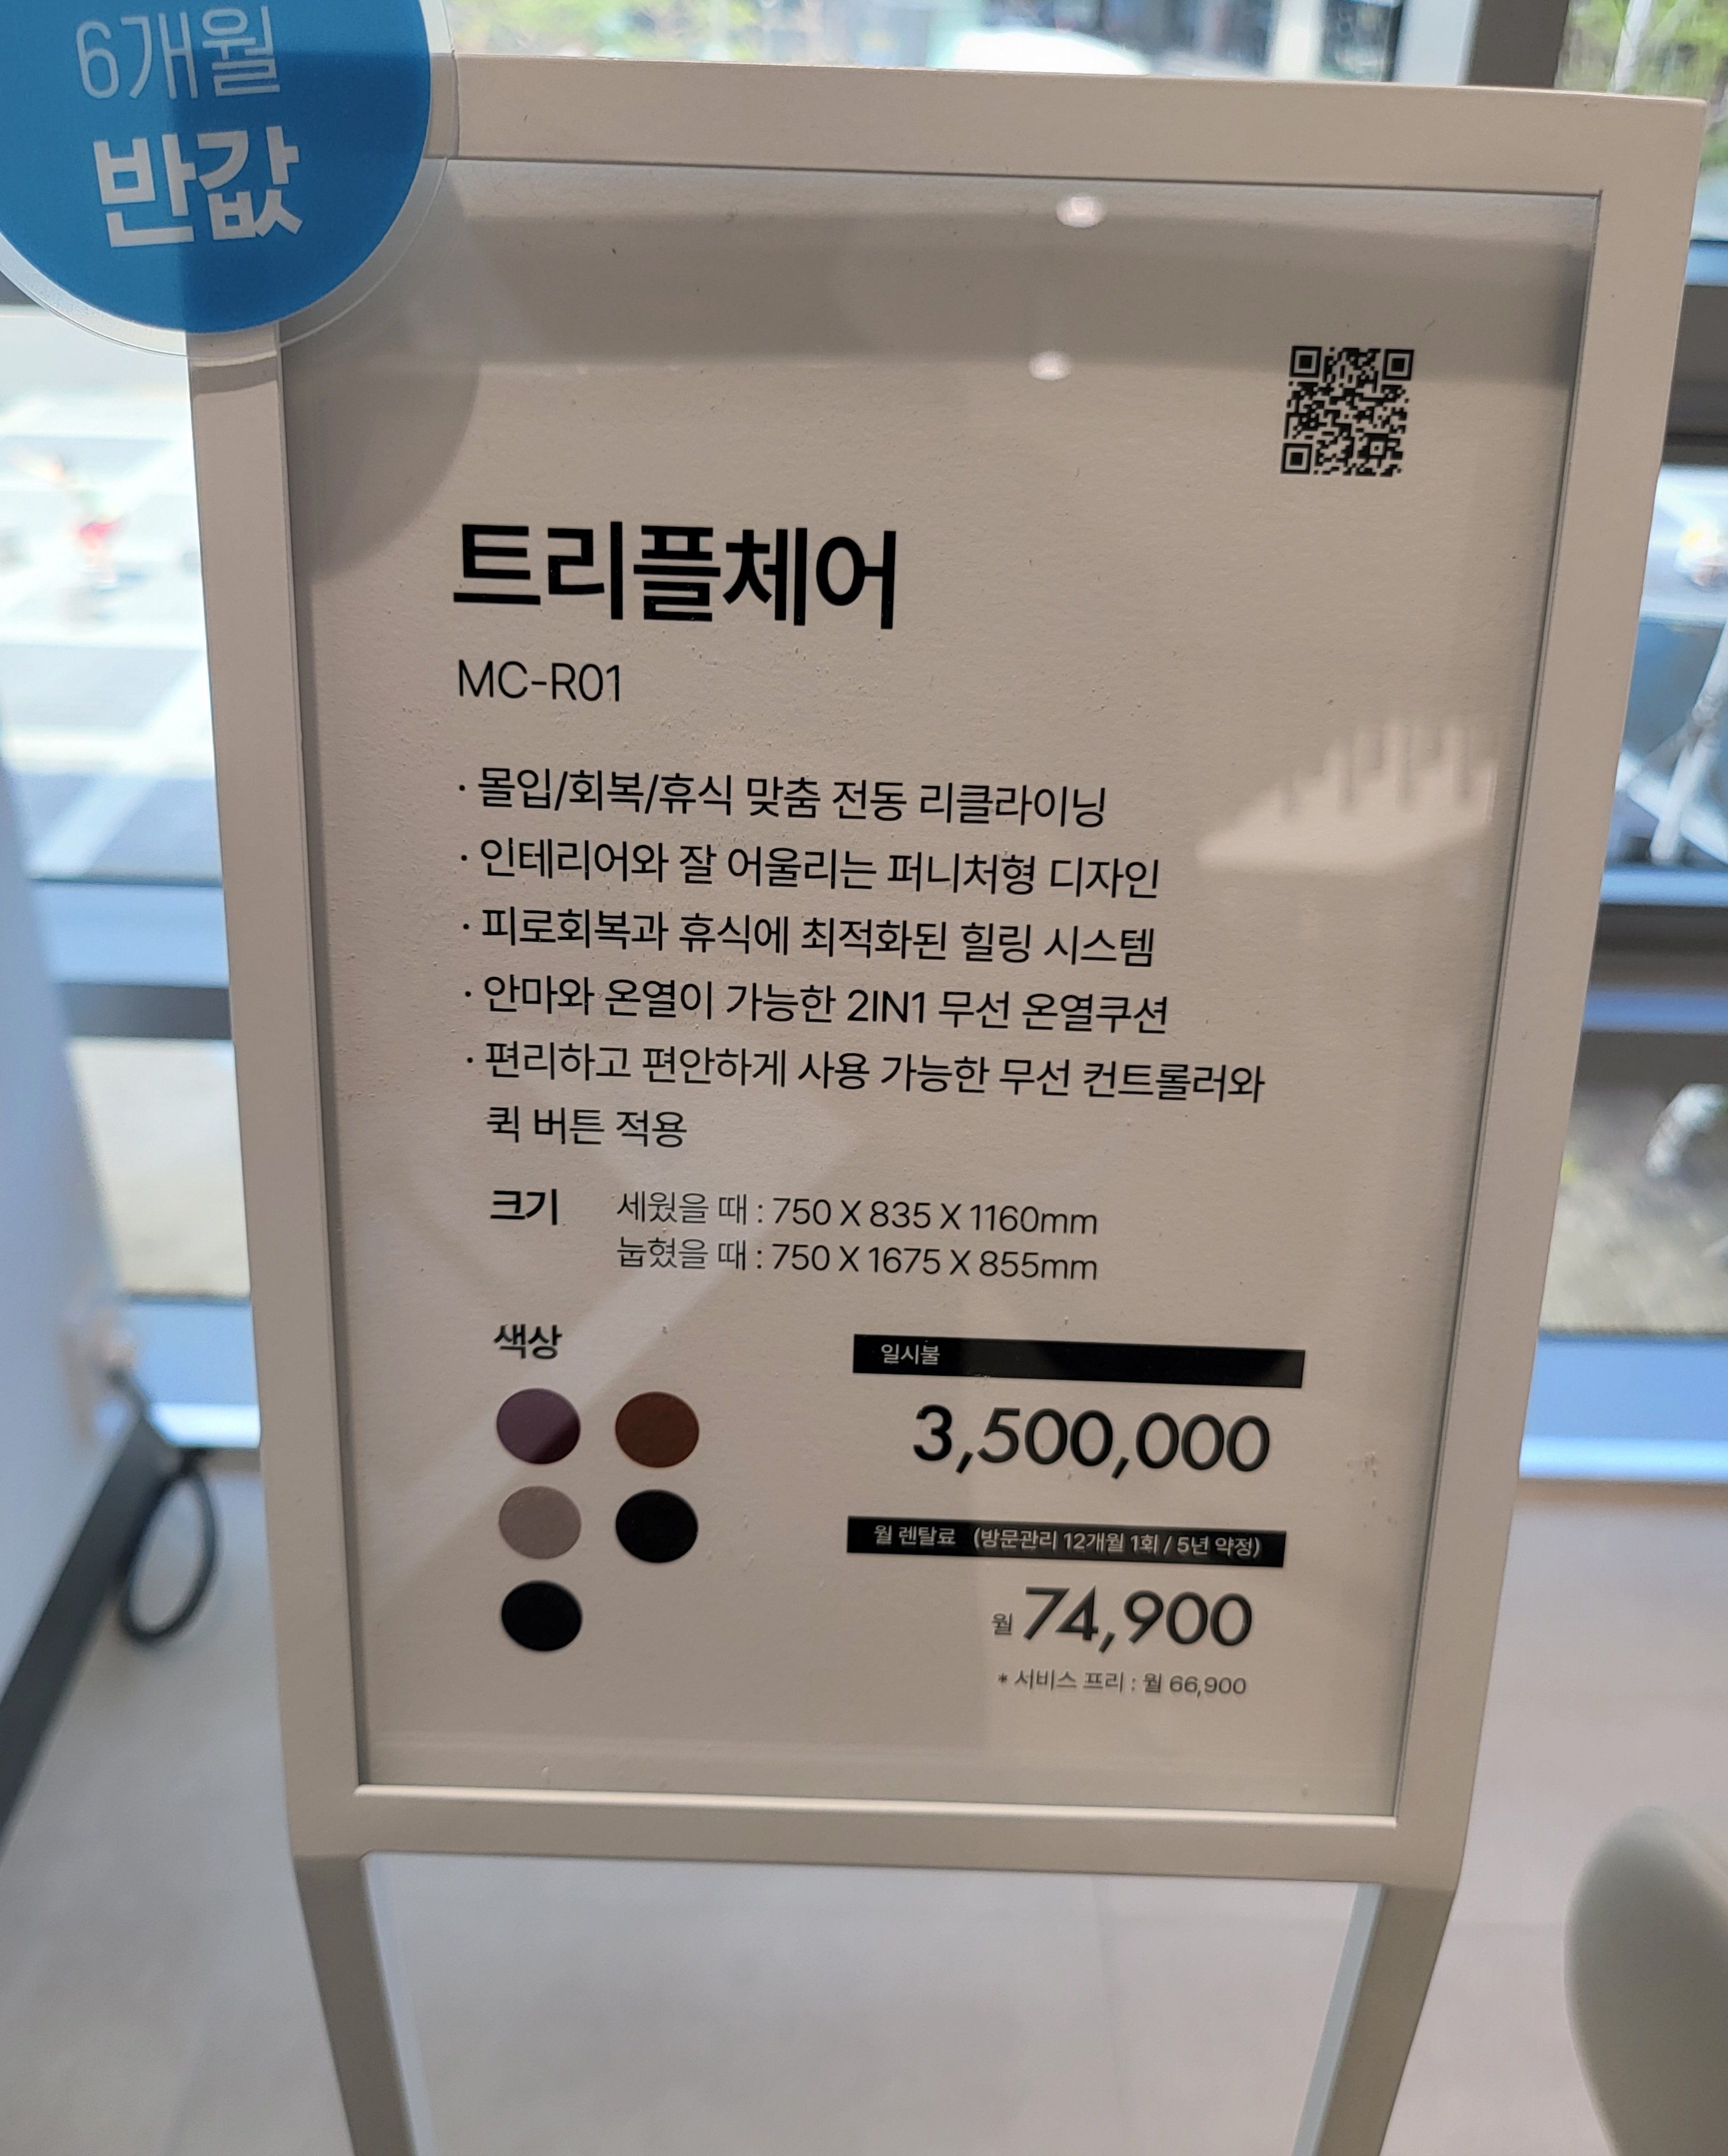 6개월
반값
트리플체어
MC-R01
· 몰입/회복/휴식 맞춤 전동 리클라이닝
· 인테리어와 잘 어울리는 퍼니처형 디자인
· 피로회복과 휴식에 최적화된 힐링 시스템
· 안마와 온열이 가능한 2IN1 무선 온열쿠션
· 편리하고 편안하게 사용 가능한 무선 컨트롤러와
퀵 버튼 적용
크기 세웠을 때 : 750 X 835 X 1160mm
눕혔을 때 : 750 X 1675 X 855mm
색상
일시불
3,500,000
월 렌탈료 (방문관리 12개월 1회 / 5년 약정)
월 74,900
* 서비스 프리 : 월 66,900